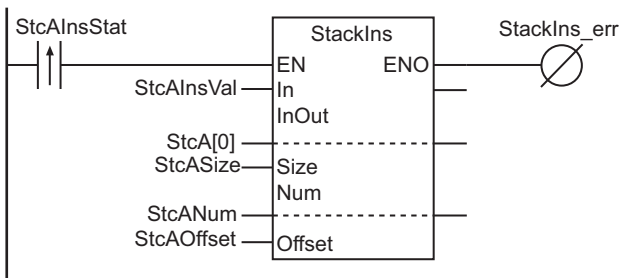 StcAInsStat
StackIns
StackIns_err
EN ENO
StcAInsVal In
InOut
StcA[0]
StcASize Size
Num
StcANum
StcAOffset Offset